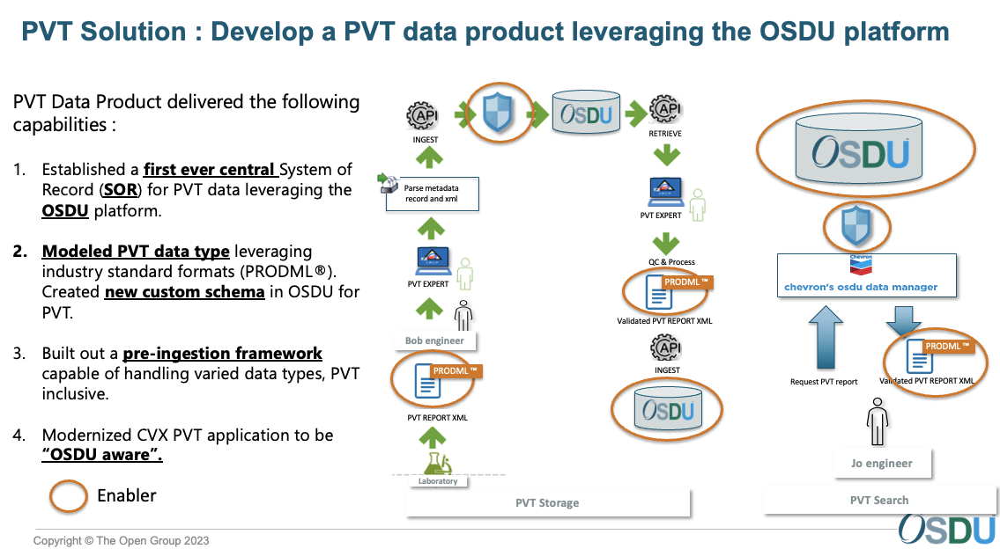 PVT Solution : Develop a PVT data product leveraging the OSDU platform
PVT Data Product delivered the following
capabilities :
1. Established a first ever central System of
Record (SOR) for PVT data leveraging the
OSDU platform.
2. Modeled PVT data type leveraging
industry standard formats (PRODML®).
Created new custom schema in OSDU for
PVT.
3. Built out a pre-ingestion framework
capable of handling varied data types, PVT
inclusive.
4. Modernized CVX PVT application to be
“OSDU aware”.
Enabler
API
INGEST
OSDU
API
RETRIEVE
Parse metadata
record and xml
PVT EXPERT
Bob engineer
PRODML ™
PVT REPORT XML
Laboratory
PVT EXPERT
QC & Process
PRODML ™
Validated PVT REPORT XML
API
INGEST
OSDU
PVT Storage
OSDU
Chevron
chevron's osdu data manager
PRODML ™
Request PVT report
Validated PVT REPORT XML
Jo engineer
PVT Search
Copyright © The Open Group 2023
OSDU